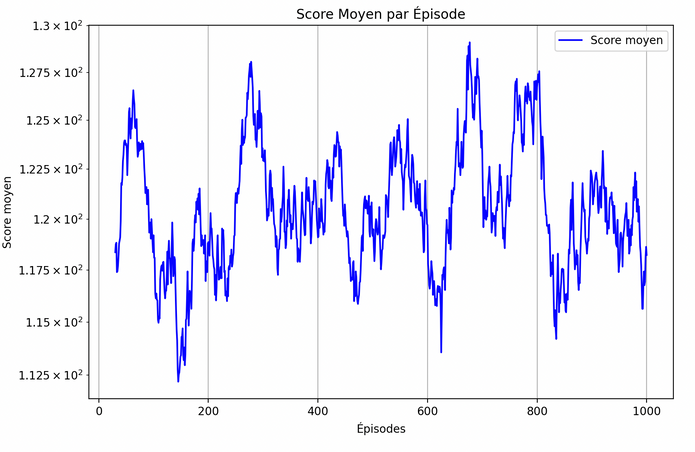 Score Moyen par Épisode
1.3 × 10²
1.275 × 10²
1.25 × 10²
1.225 × 10²
1.2 × 10²
1.175 × 10²
1.15 × 10²
1.125 × 10²
Score moyen
Score moyen
0 200 400 600 800 1000
Épisodes